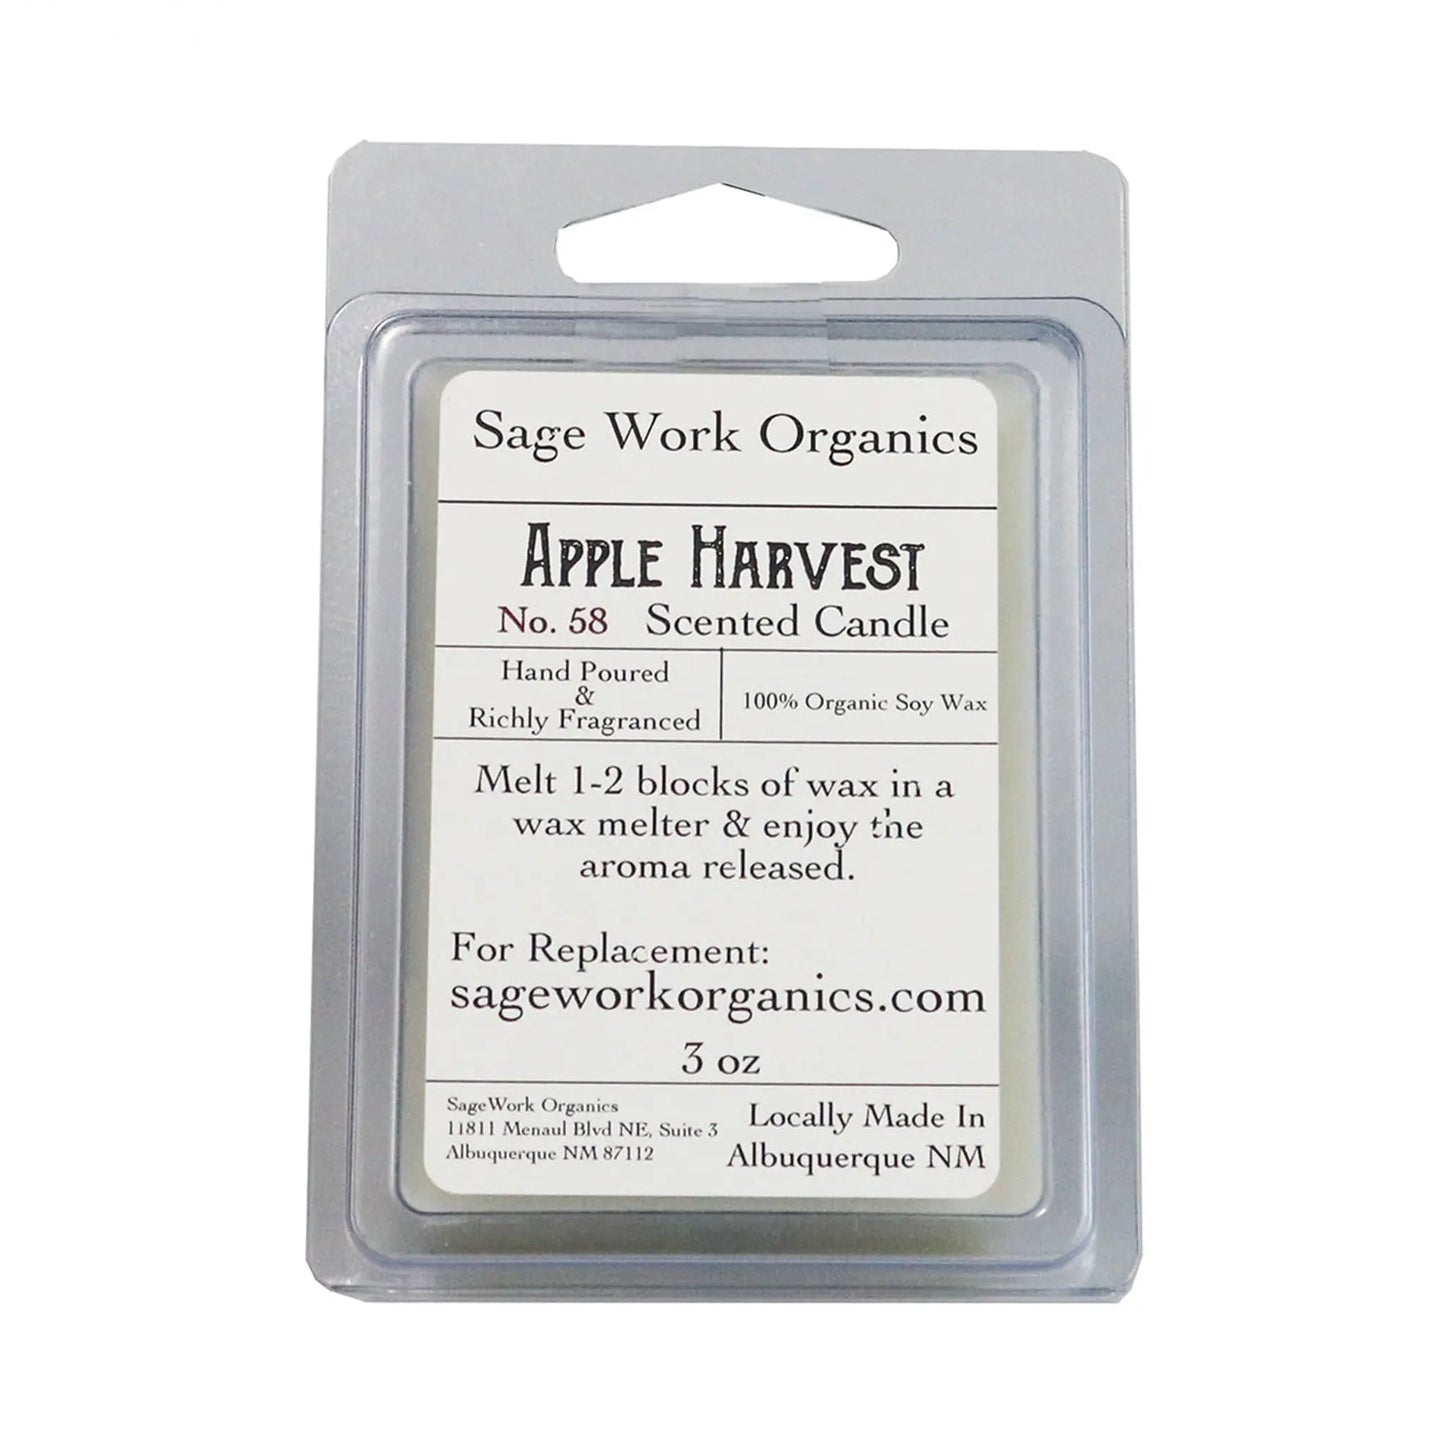 Sage Work Organics
Apple Harvest
No. 58 Scented Candle
Hand Poured
&
Richly Fragranced
100% Organic Soy Wax
Melt 1-2 blocks of wax in a
wax melter & enjoy the
aroma released.
For Replacement:
sageworkorganics.com
3 oz
SageWork Organics
11811 Menaul Blvd NE, Suite 3
Albuquerque NM 87112
Locally Made In
Albuquerque NM